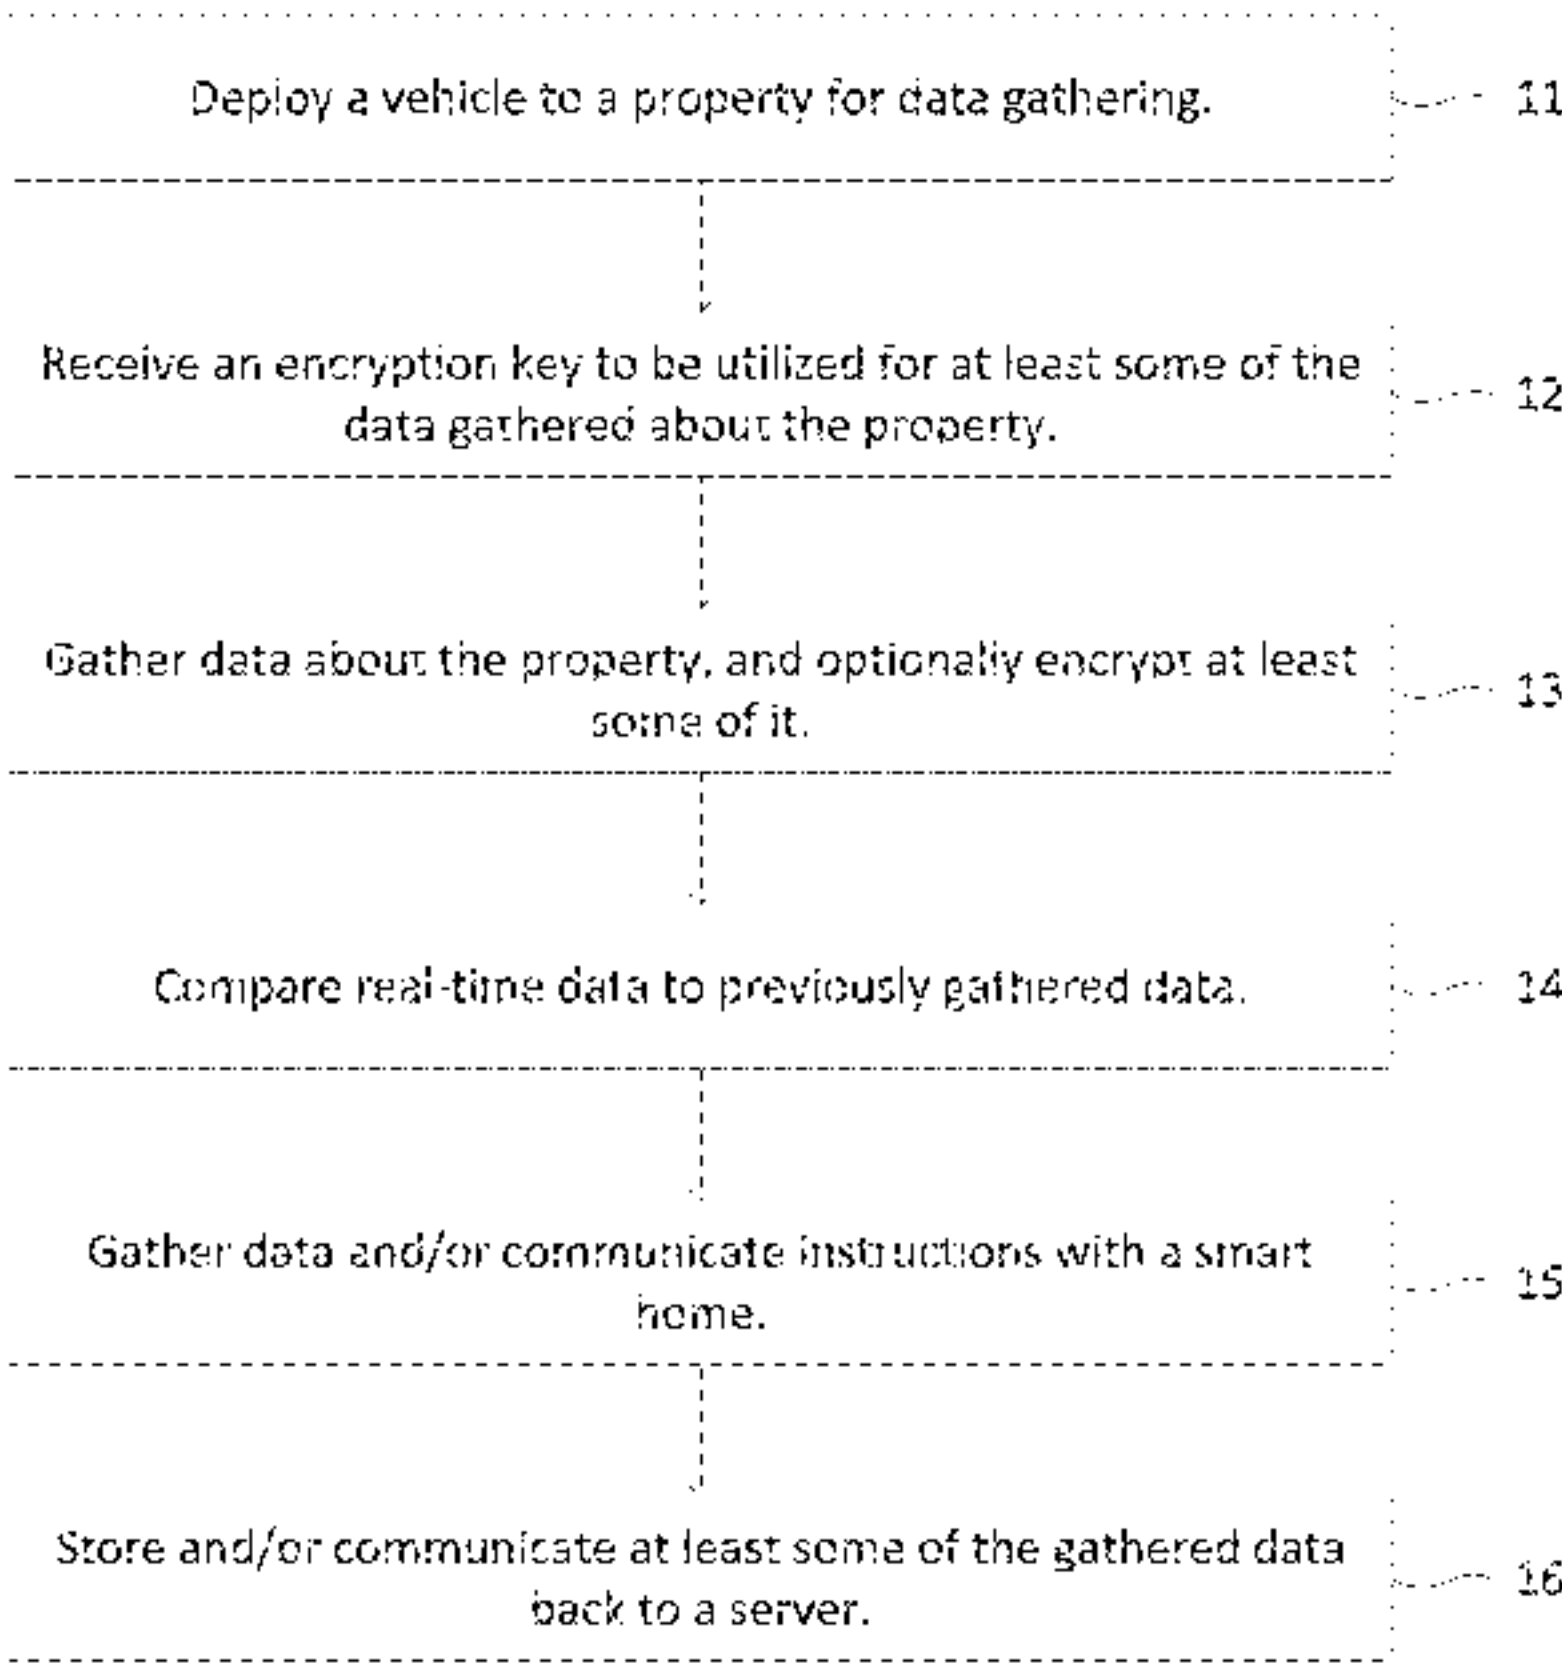 Deploy a vehicle to a property for data gathering.
11
Receive an encryption key to be utilized for at least some of the
data gathered about the property.
12
Gather data about the property, and optionally encrypt at least
some of it.
13
Compare real-time data to previously gathered data.
14
Gather data and/or communicate instructions with a smart
home.
15
Store and/or communicate at least some of the gathered data
back to a server.
16